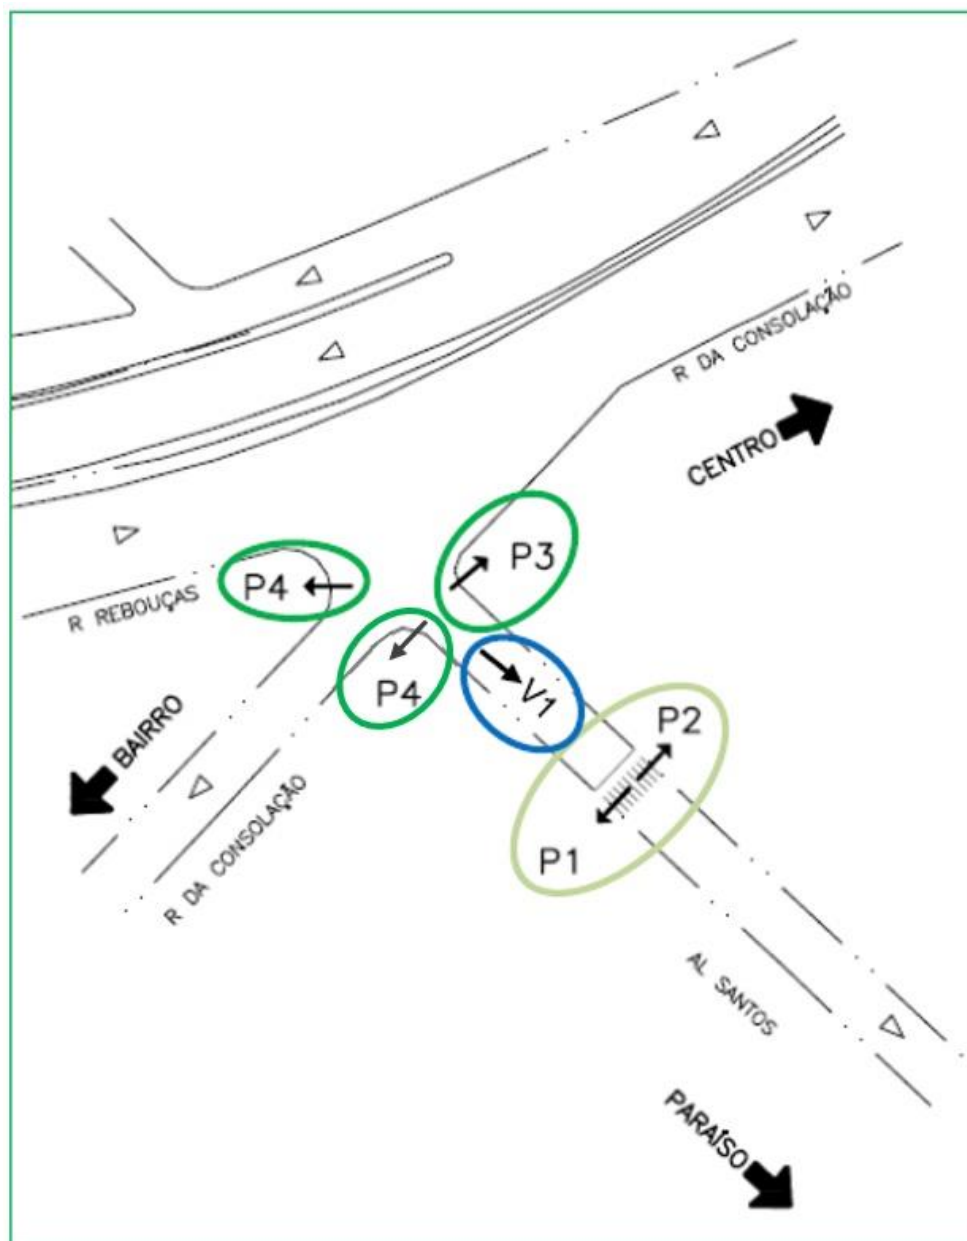 R DA CONSOLAÇÃO
CENTRO
P3
P4
R REBOUÇAS
P4
V1
BAIRRO
P2
R DA CONSOLAÇÃO
P1
AL SANTOS
PARAÍSO